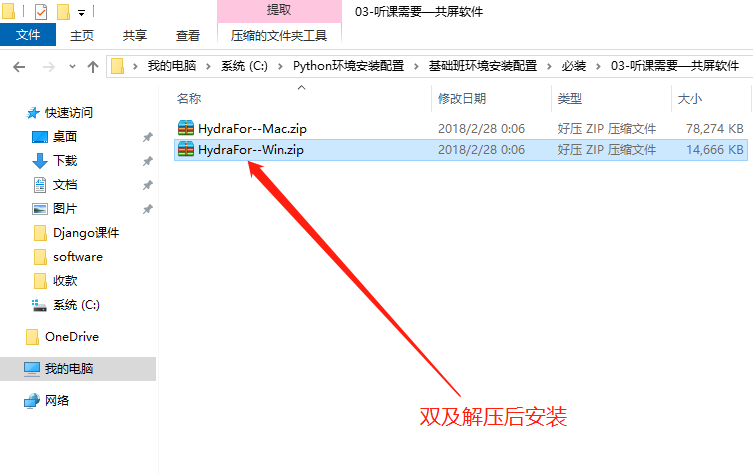 提取
03-听课需要—共屏软件
文件
主页
共享
查看
压缩的文件夹工具
我的电脑
系统 (C:)
Python环境安装配置
基础班环境安装配置
必装
03-听课需要—共屏软件
名称
修改日期
类型
大小
快速访问
HydraFor--Mac.zip
2018/2/28 0:06
好压 ZIP 压缩文件
78,274 KB
桌面
HydraFor--Win.zip
2018/2/28 0:06
好压 ZIP 压缩文件
14,666 KB
下载
文档
图片
Django课件
software
收款
系统 (C:)
OneDrive
我的电脑
网络
双及解压后安装